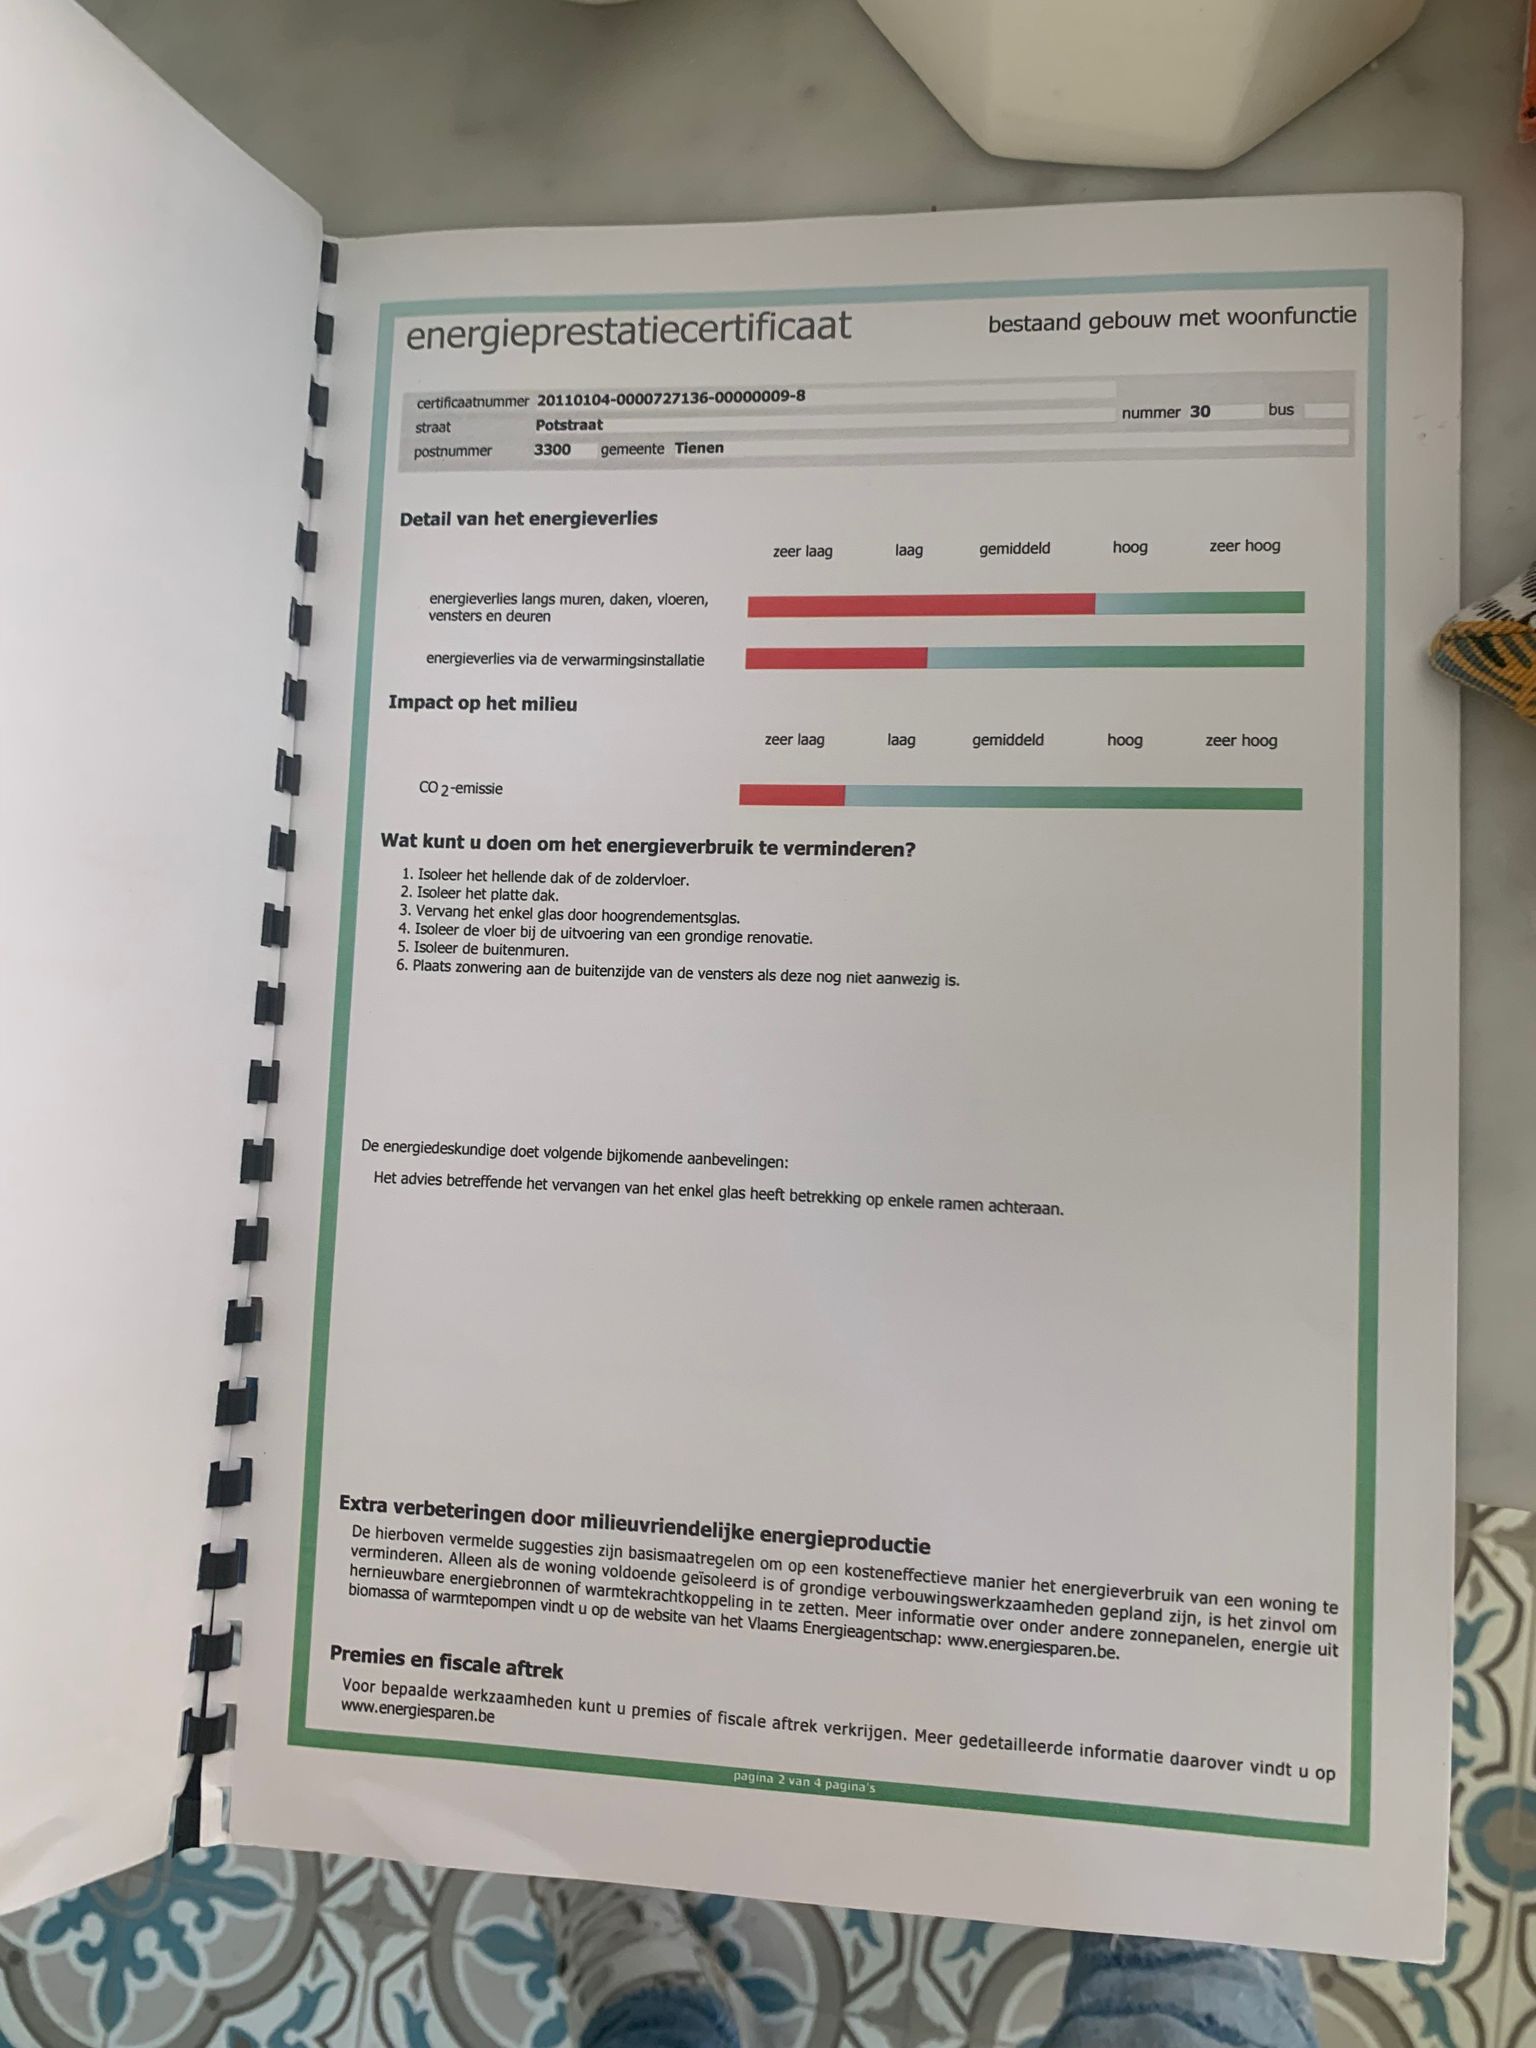 energieprestatiecertificaat
bestaand gebouw met woonfunctie
certificaatnummer 20110104-0000727136-00000009-8
straat Potstraat nummer 30 bus
postnummer 3300 gemeente Tienen
Detail van het energieverlies
zeer laag laag gemiddeld hoog zeer hoog
energieverlies langs muren, daken, vloeren,
vensters en deuren
energieverlies via de verwarmingsinstallatie
Impact op het milieu
zeer laag laag gemiddeld hoog zeer hoog
CO2-emissie
Wat kunt u doen om het energieverbruik te verminderen?
1. Isoleer het hellende dak of de zoldervloer.
2. Isoleer het platte dak.
3. Vervang het enkel glas door hoogrendementsglas.
4. Isoleer de vloer bij de uitvoering van een grondige renovatie.
5. Isoleer de buitenmuren.
6. Plaats zonwering aan de buitenzijde van de vensters als deze nog niet aanwezig is.
De energiedeskundige doet volgende bijkomende aanbevelingen:
Het advies betreffende het vervangen van het enkel glas heeft betrekking op enkele ramen achteraan.
Extra verbeteringen door milieuvriendelijke energieproductie
De hierboven vermelde suggesties zijn basismaatregelen om op een kosteneffectieve manier het energieverbruik van een woning te
verminderen. Alleen als de woning voldoende geïsoleerd is of grondige verbouwingswerkzaamheden gepland zijn, is het zinvol om
hernieuwbare energiebronnen of warmtekrachtkoppeling in te zetten. Meer informatie over onder andere zonnepanelen, energie uit
biomassa of warmtepompen vindt u op de website van het Vlaams Energieagentschap: www.energiesparen.be.
Premies en fiscale aftrek
Voor bepaalde werkzaamheden kunt u premies of fiscale aftrek verkrijgen. Meer gedetailleerde informatie daarover vindt u op
www.energiesparen.be
pagina 2 van 4 pagina's